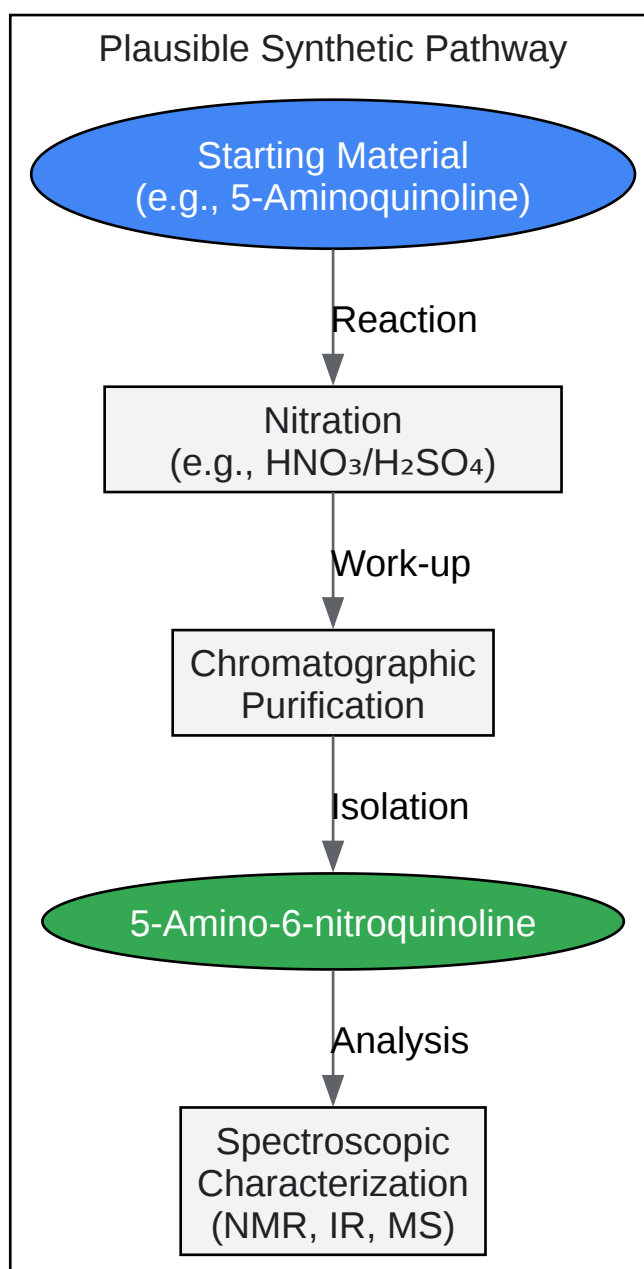 Plausible Synthetic Pathway
Starting Material
(e.g., 5-Aminoquinoline)
Reaction
Nitration
(e.g., HNO₃/H₂SO₄)
Work-up
Chromatographic
Purification
Isolation
5-Amino-6-nitroquinoline
Analysis
Spectroscopic
Characterization
(NMR, IR, MS)